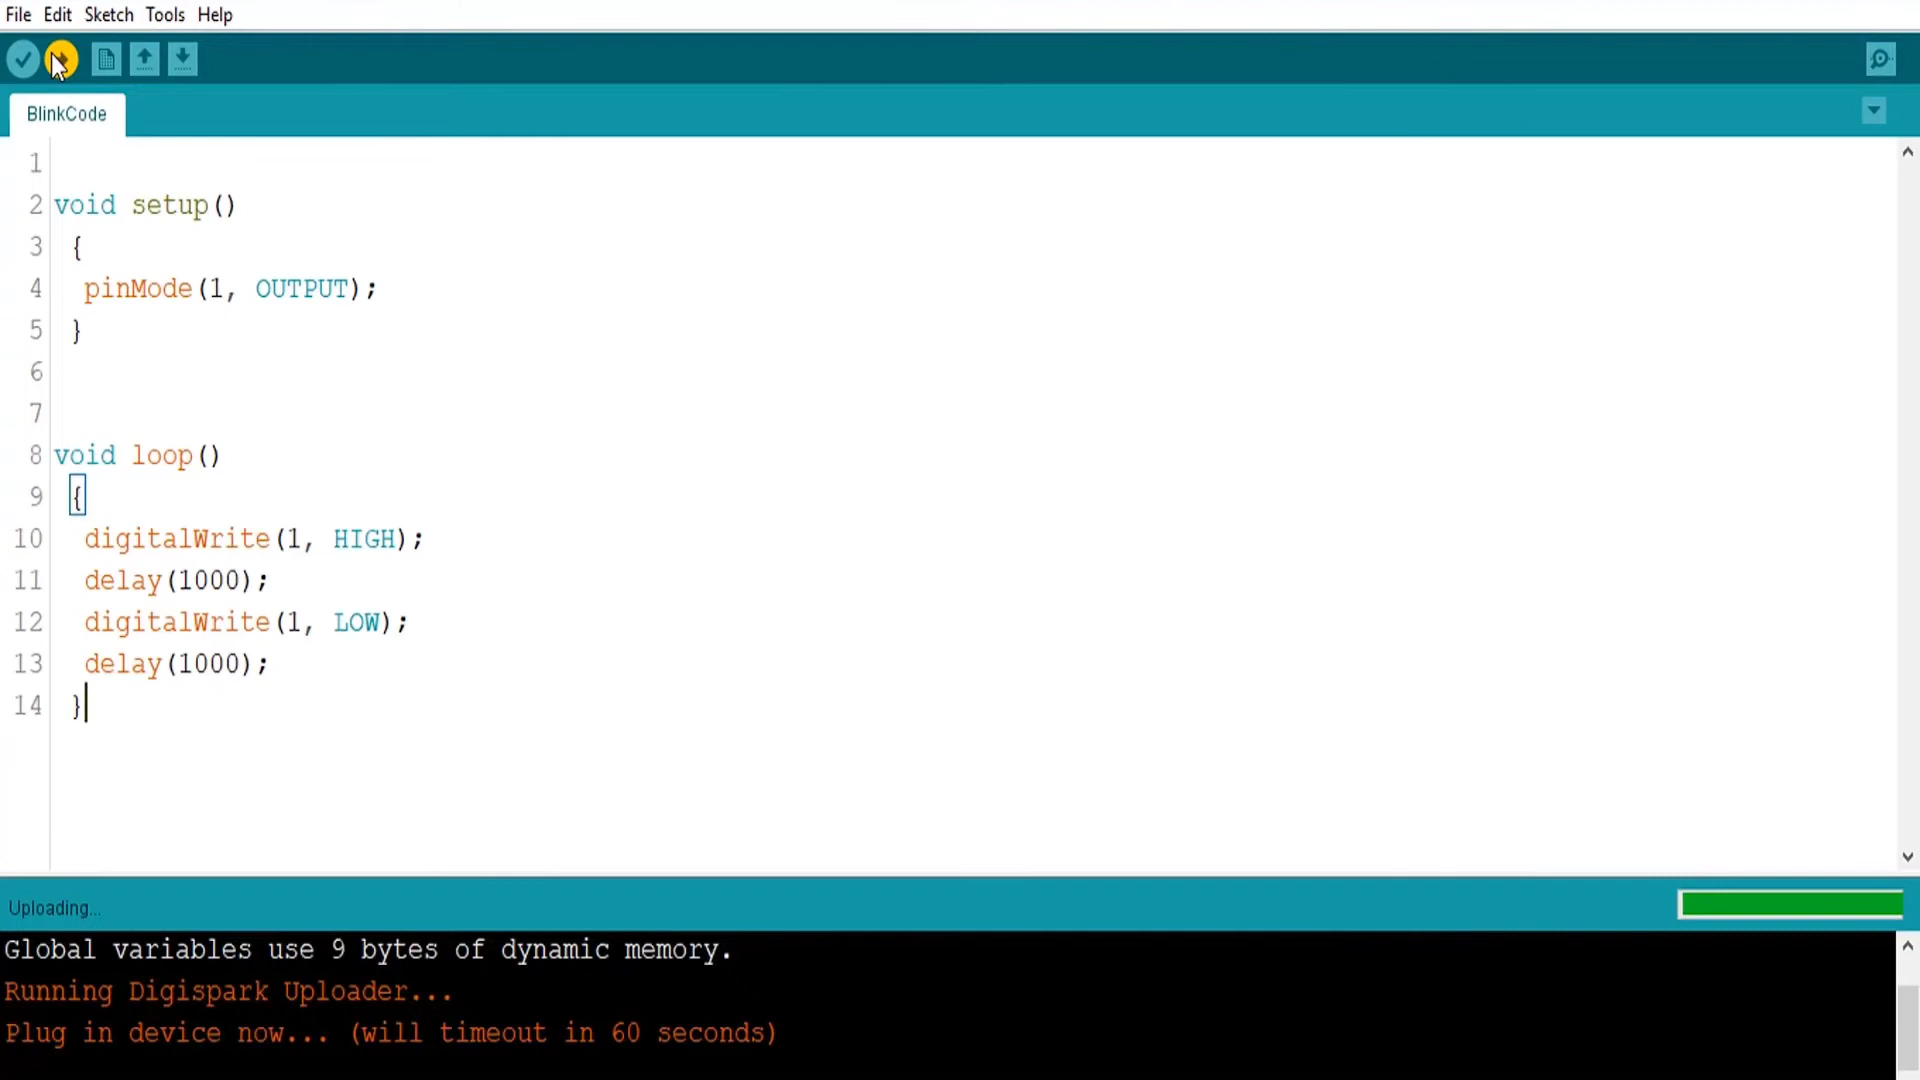 File Edit Sketch Tools Help
BlinkCode
1
2 void setup()
3 {
4 pinMode(1, OUTPUT);
5 }
6
7
8 void loop()
9 {
10 digitalWrite(1, HIGH);
11 delay(1000);
12 digitalWrite(1, LOW);
13 delay(1000);
14 }
Uploading...
Global variables use 9 bytes of dynamic memory.
Running Digispark Uploader...
Plug in device now... (will timeout in 60 seconds)